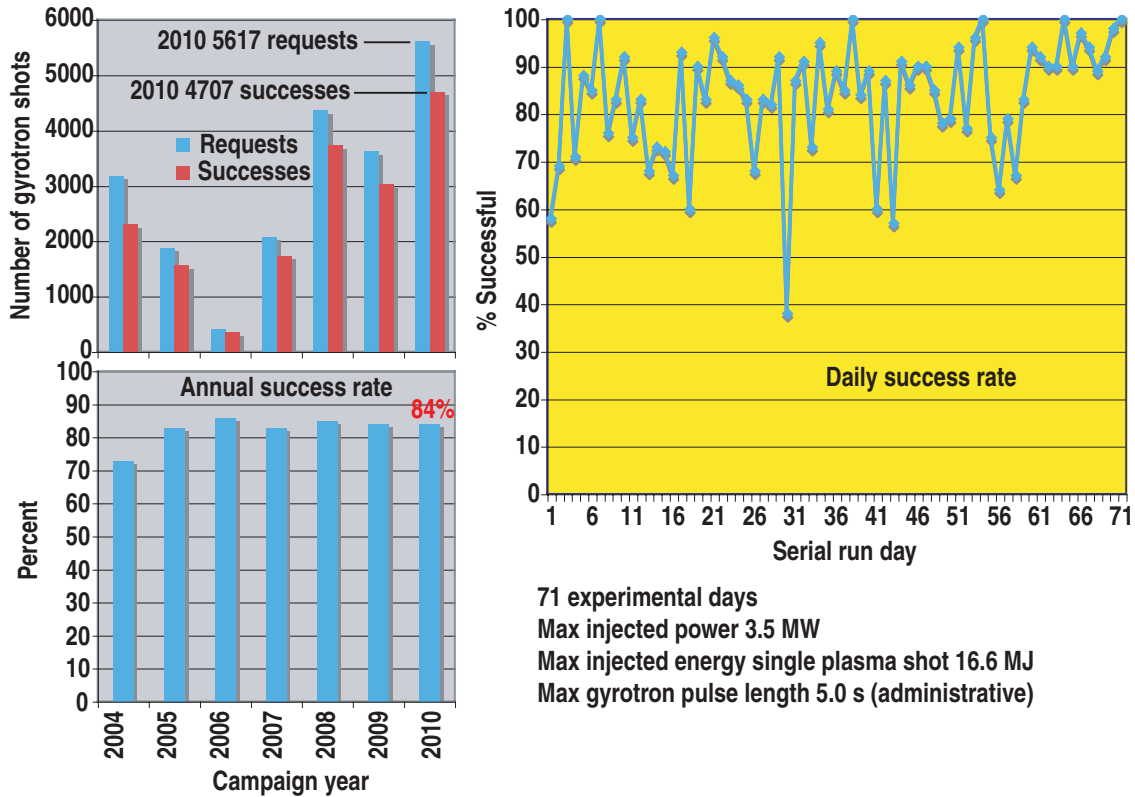 6000
5000
4000
3000
2000
1000
0
Number of gyrotron shots
2010 5617 requests
2010 4707 successes
Requests
Successes
100
90
80
70
60
50
40
30
20
10
0
Percent
Annual success rate
84%
2004
2005
2006
2007
2008
2009
2010
Campaign year
100
90
80
70
60
50
40
30
20
10
0
% Successful
Daily success rate
1 6 11 16 21 26 31 36 41 46 51 56 61 66 71
Serial run day
71 experimental days
Max injected power 3.5 MW
Max injected energy single plasma shot 16.6 MJ
Max gyrotron pulse length 5.0 s (administrative)